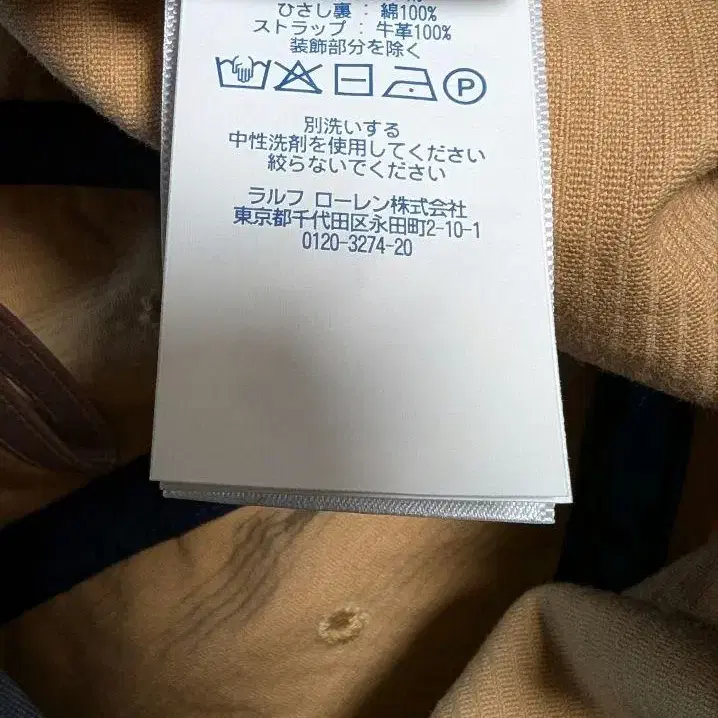 ひさし裏 : 綿100%
ストラップ : 牛革100%
装飾部分を除く
P
別洗いする
中性洗剤を使用してください
絞らないでください
ラルフ ローレン株式会社
東京都千代田区永田町2-10-1
0120-3274-20